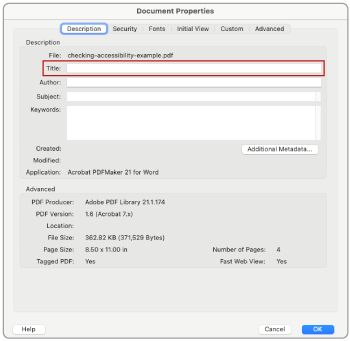 Document Properties
Description Security Fonts Initial View Custom Advanced
Description
File: checking-accessibility-example.pdf
Title:
Author:
Subject:
Keywords:
Created: Additional Metadata...
Modified:
Application: Acrobat PDFMaker 21 for Word
Advanced
PDF Producer: Adobe PDF Library 21.1.174
PDF Version: 1.6 (Acrobat 7.x)
Location:
File Size: 362.82 KB (371,529 Bytes)
Page Size: 8.50 x 11.00 in Number of Pages: 4
Tagged PDF: Yes Fast Web View: Yes
Help Cancel OK